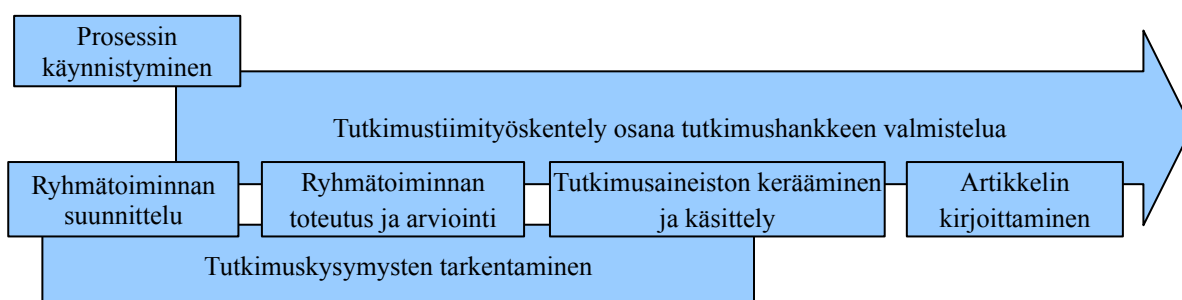 Prosessin
käynnistyminen
Tutkimustiimityöskentely osana tutkimushankkeen valmistelua
Ryhmätoiminnan
suunnittelu
Ryhmätoiminnan
toteutus ja arviointi
Tutkimusaineiston kerääminen
ja käsittely
Artikkelin
kirjoittaminen
Tutkimuskysymysten tarkentaminen